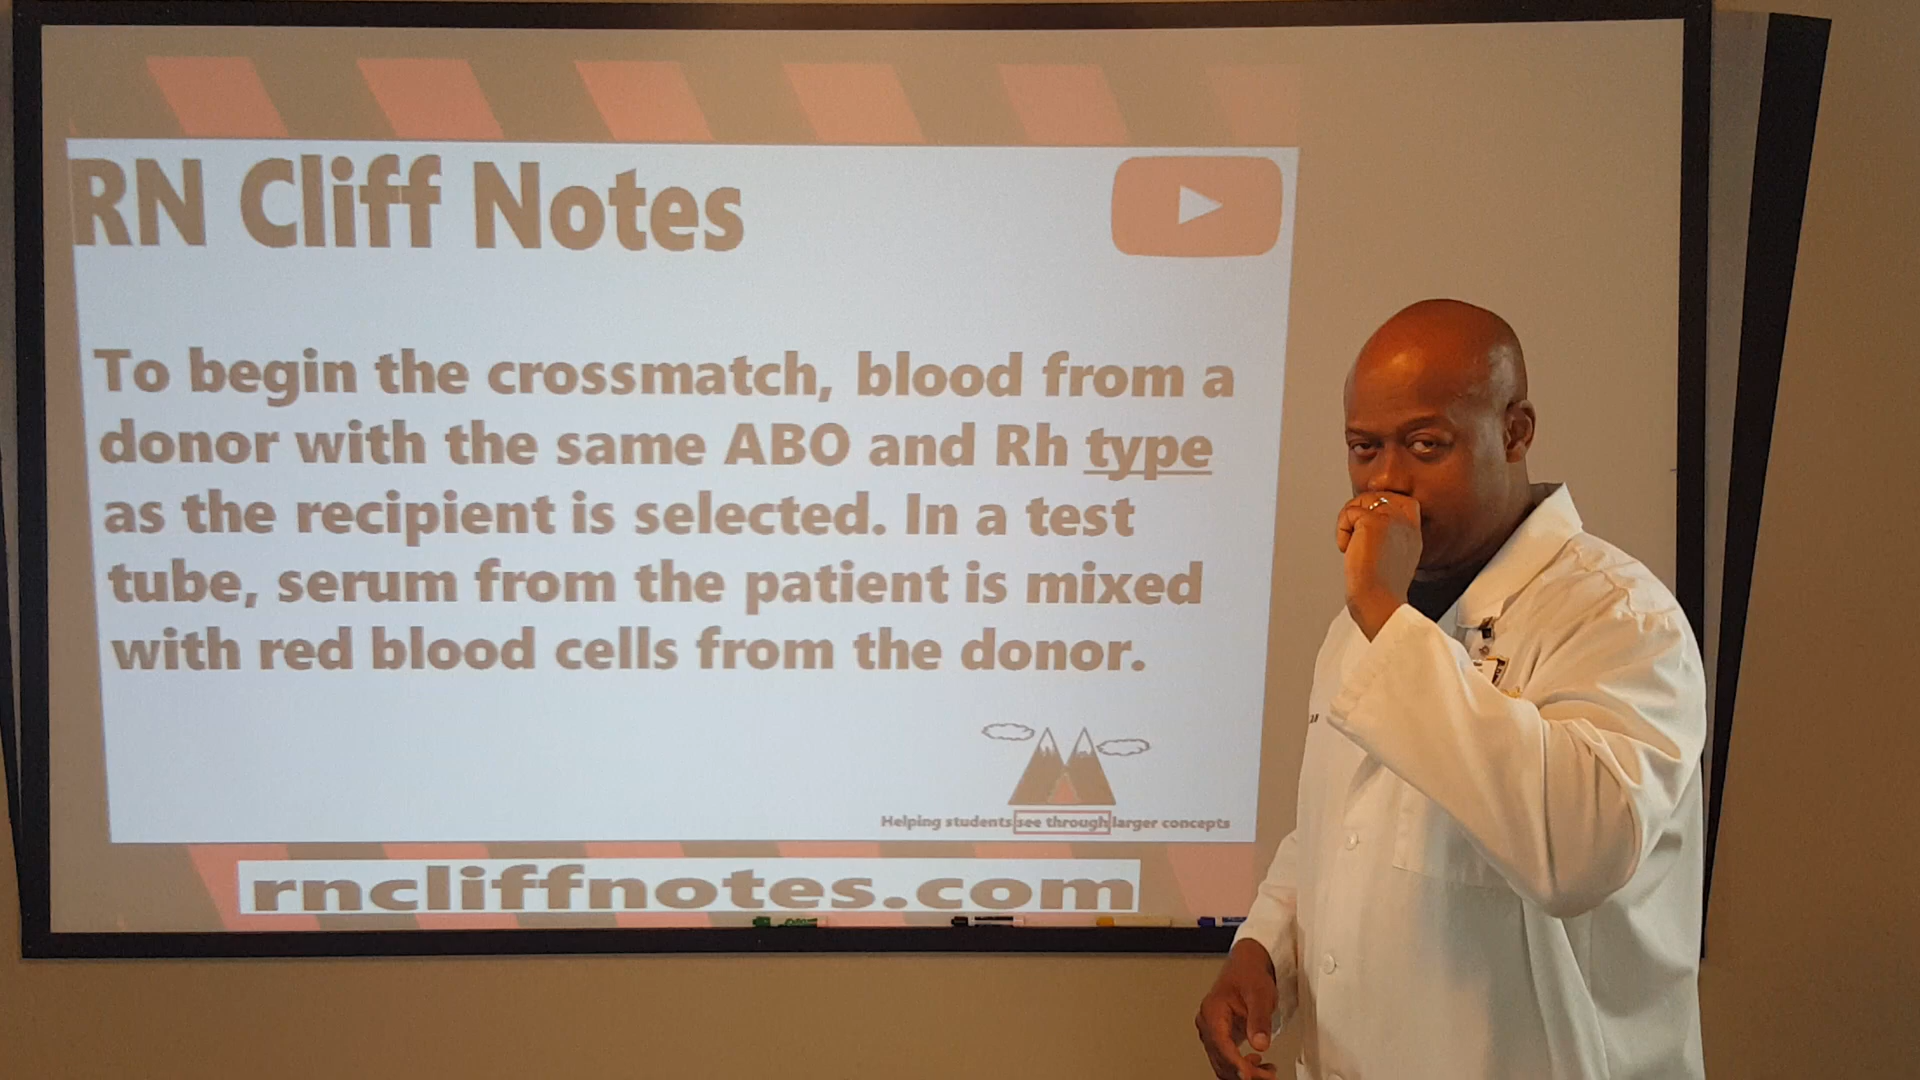 RN Cliff Notes
To begin the crossmatch, blood from a
donor with the same ABO and Rh type
as the recipient is selected. In a test
tube, serum from the patient is mixed
with red blood cells from the donor.
Helping students see through larger concepts
rncliffnotes.com